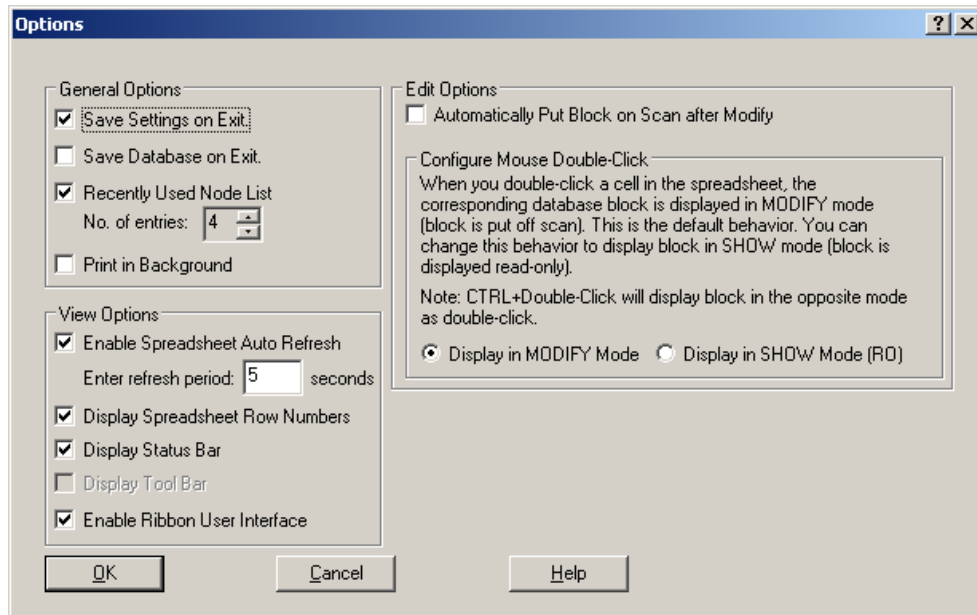 Options
General Options
Save Settings on Exit.
Save Database on Exit.
Recently Used Node List
No. of entries: 4
Print in Background
View Options
Enable Spreadsheet Auto Refresh
Enter refresh period: 5 seconds
Display Spreadsheet Row Numbers
Display Status Bar
Display Tool Bar
Enable Ribbon User Interface
Edit Options
Automatically Put Block on Scan after Modify
Configure Mouse Double-Click
When you double-click a cell in the spreadsheet, the
corresponding database block is displayed in MODIFY mode
(block is put off scan). This is the default behavior. You can
change this behavior to display block in SHOW mode (block is
displayed read-only).
Note: CTRL+Double-Click will display block in the opposite mode
as double-click.
Display in MODIFY Mode Display in SHOW Mode (RO)
OK Cancel Help